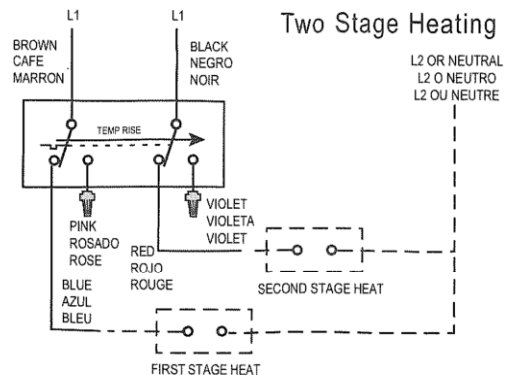 Two Stage Heating
L1
L1
BROWN
CAFE
MARRON
BLACK
NEGRO
NOIR
L2 OR NEUTRAL
L2 O NEUTRO
L2 OU NEUTRE
TEMP RISE
PINK
ROSADO
ROSE
VIOLET
VIOLETA
VIOLET
RED
ROJO
ROUGE
BLUE
AZUL
BLEU
SECOND STAGE HEAT
FIRST STAGE HEAT